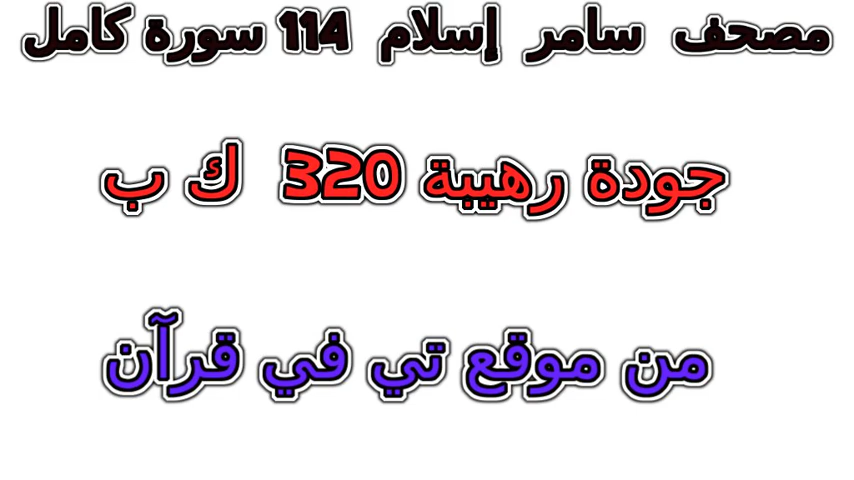 مصحف سامر إسلام 114 سورة كامل
جودة رهيبة 320 ك ب
من موقع تي في قرآن